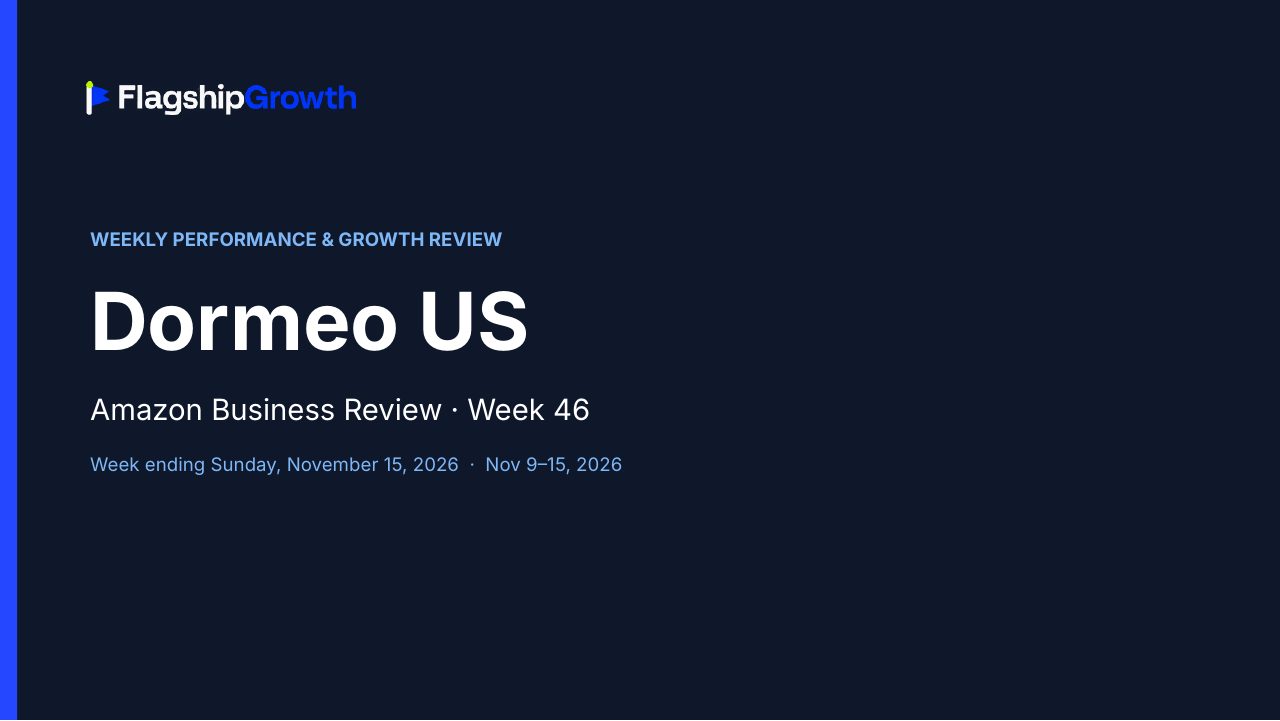 FlagshipGrowth
WEEKLY PERFORMANCE & GROWTH REVIEW
Dormeo US
Amazon Business Review · Week 46
Week ending Sunday, November 15, 2026 · Nov 9–15, 2026